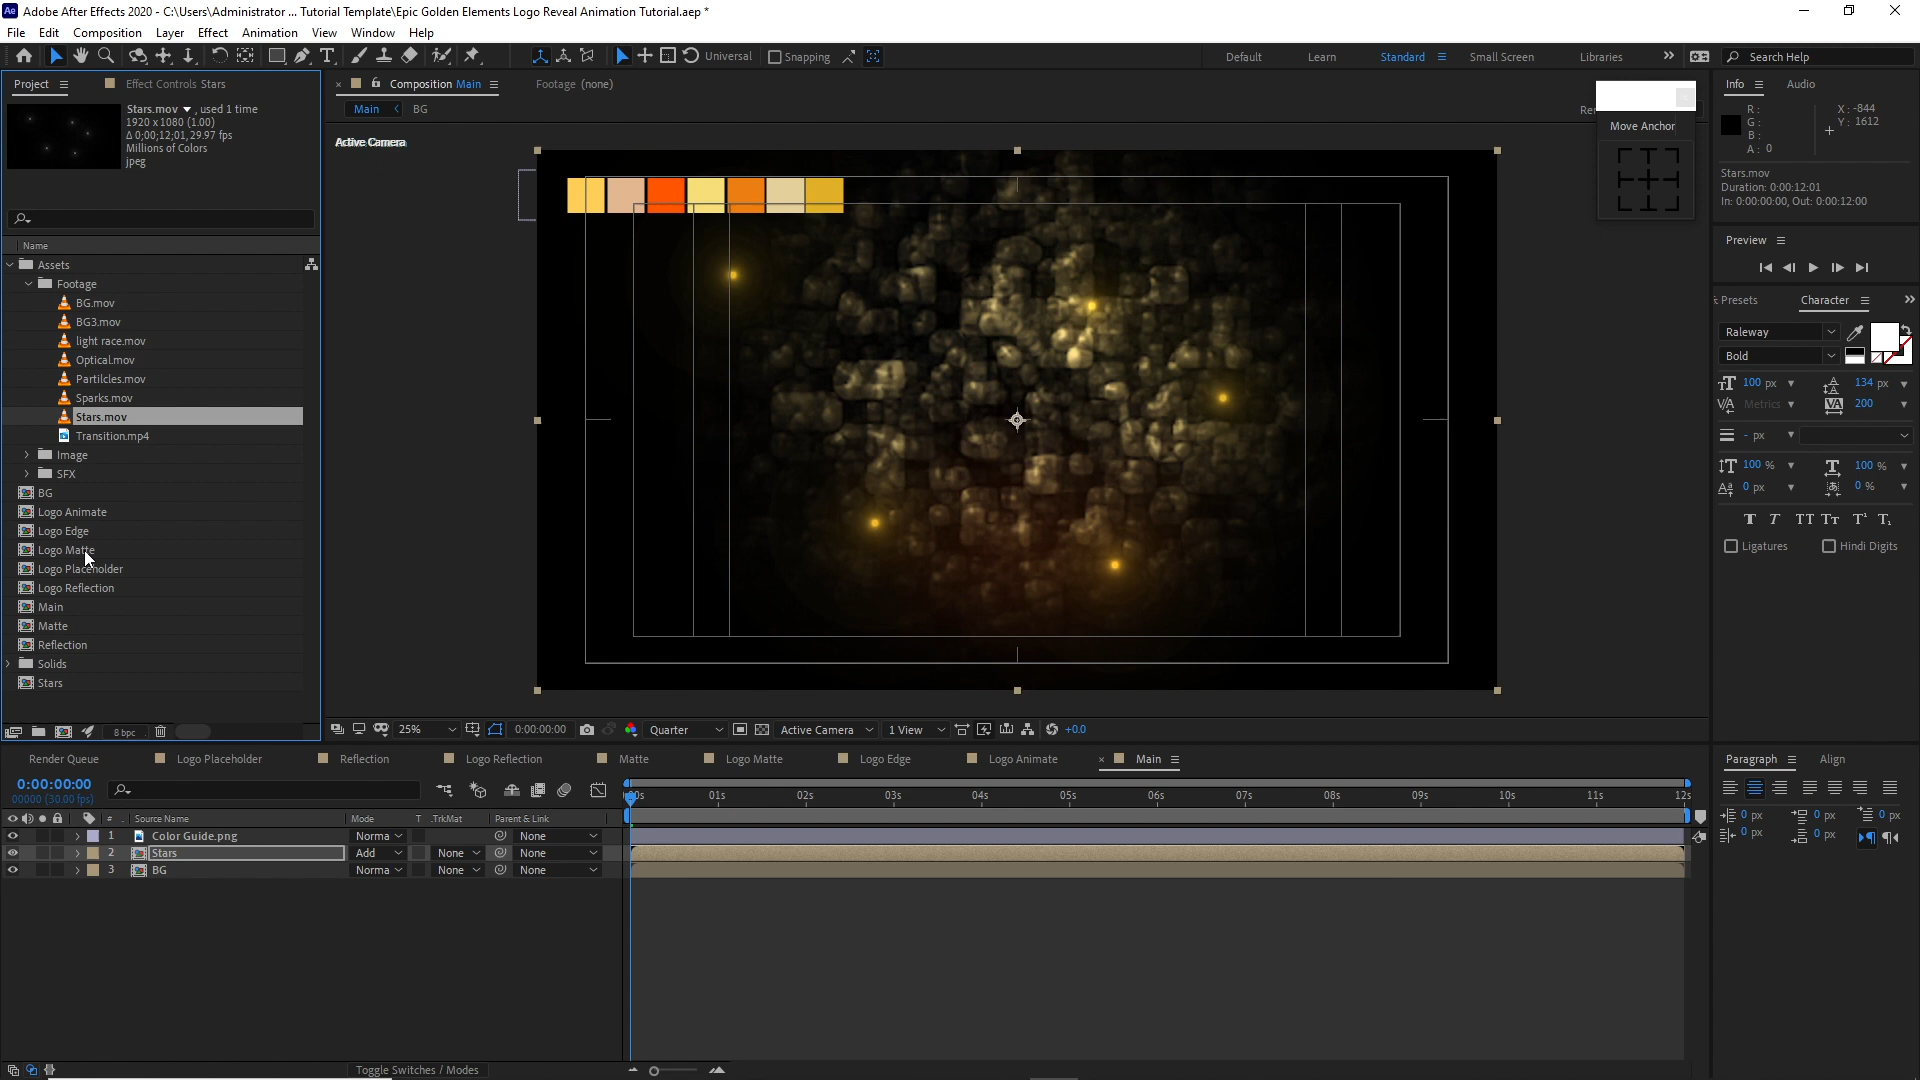 Adobe After Effects 2020 - C:\Users\Administrator ... Tutorial Template\Epic Golden Elements Logo Reveal Animation Tutorial.aep *
File Edit Composition Layer Effect Animation View Window Help
Universal Snapping Default Learn Standard Small Screen Libraries Search Help
Project Effect Controls Stars
Stars.mov , used 1 time
1920 x 1080 (1.00)
Δ 0;00;12;01, 29.97 fps
Millions of Colors
jpeg
Name
Assets
Footage
BG.mov
BG3.mov
light race.mov
Optical.mov
Partilcles.mov
Sparks.mov
Stars.mov
Transition.mp4
Image
SFX
BG
Logo Animate
Logo Edge
Logo Matte
Logo Placeholder
Logo Reflection
Main
Matte
Reflection
Solids
Stars
8 bpc
Composition Main Footage (none)
Main BG
Active Camera
Move Anchor
25% 0:00:00:00 Quarter Active Camera 1 View +0.0
Info Audio
R:
G:
B:
A: 0
X: -844
Y: 1612
Stars.mov
Duration: 0:00:12:01
In: 0:00:00:00, Out: 0:00:12:00
Preview
Presets Character
Raleway
Bold
100 px 134 px
Metrics 200
- px
100 % 100 %
0 px 0 %
T T TT Tt T¹ T₁
Ligatures Hindi Digits
Render Queue Logo Placeholder Reflection Logo Reflection Matte Logo Matte Logo Edge Logo Animate Main
0:00:00:00
00000 (30.00 fps)
# Source Name Mode T .TrkMat Parent & Link
01s 02s 03s 04s 05s 06s 07s 08s 09s 10s 11s 12s
1 Color Guide.png Norma None
2 Stars Add None None
3 BG Norma None None
Toggle Switches / Modes
Paragraph Align
0 px 0 px 0 px
0 px 0 px